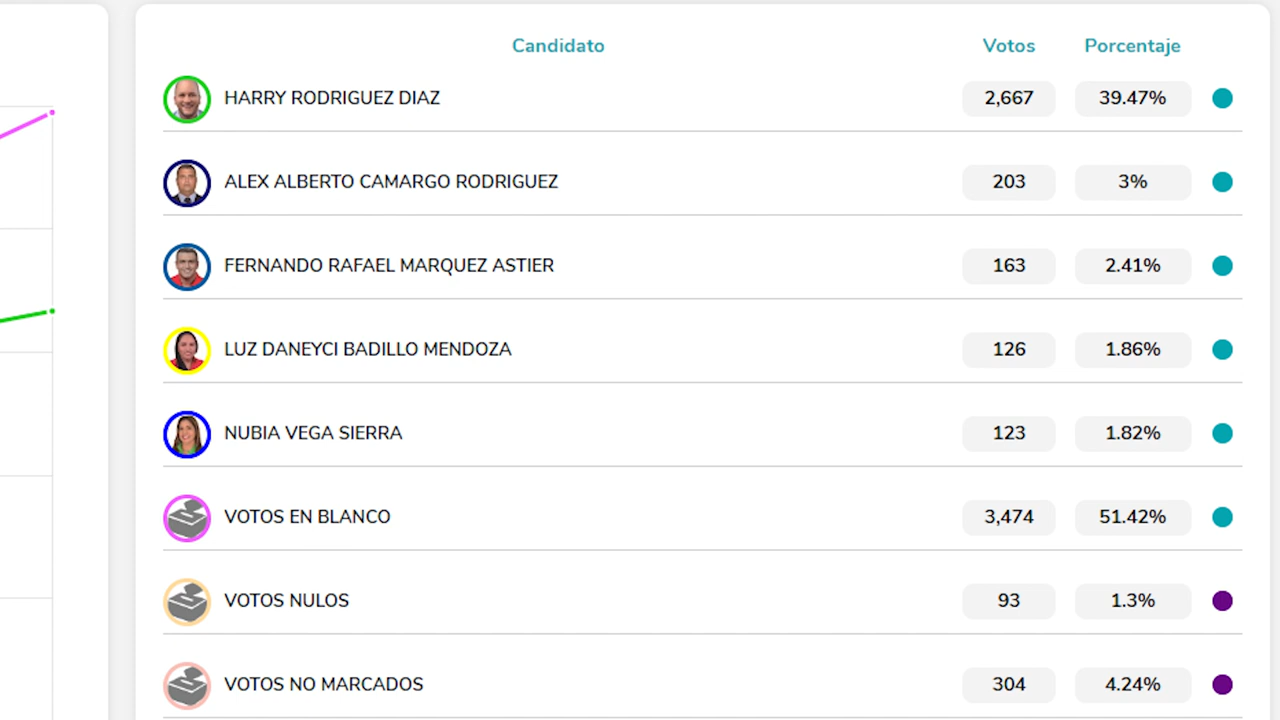 Candidato Votos Porcentaje
HARRY RODRIGUEZ DIAZ 2,667 39.47%
ALEX ALBERTO CAMARGO RODRIGUEZ 203 3%
FERNANDO RAFAEL MARQUEZ ASTIER 163 2.41%
LUZ DANEYCI BADILLO MENDOZA 126 1.86%
NUBIA VEGA SIERRA 123 1.82%
VOTOS EN BLANCO 3,474 51.42%
VOTOS NULOS 93 1.3%
VOTOS NO MARCADOS 304 4.24%